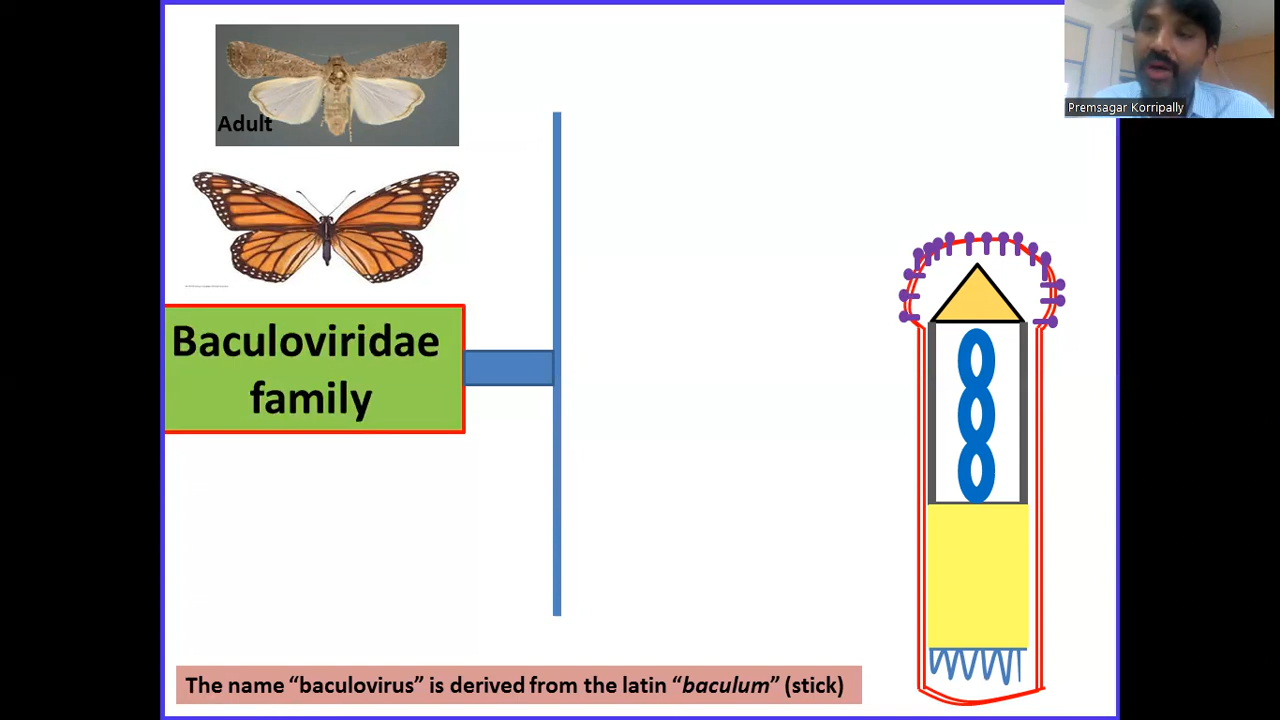 Adult
Premsagar Korripally
Baculoviridae
family
The name “baculovirus” is derived from the latin “baculum” (stick)